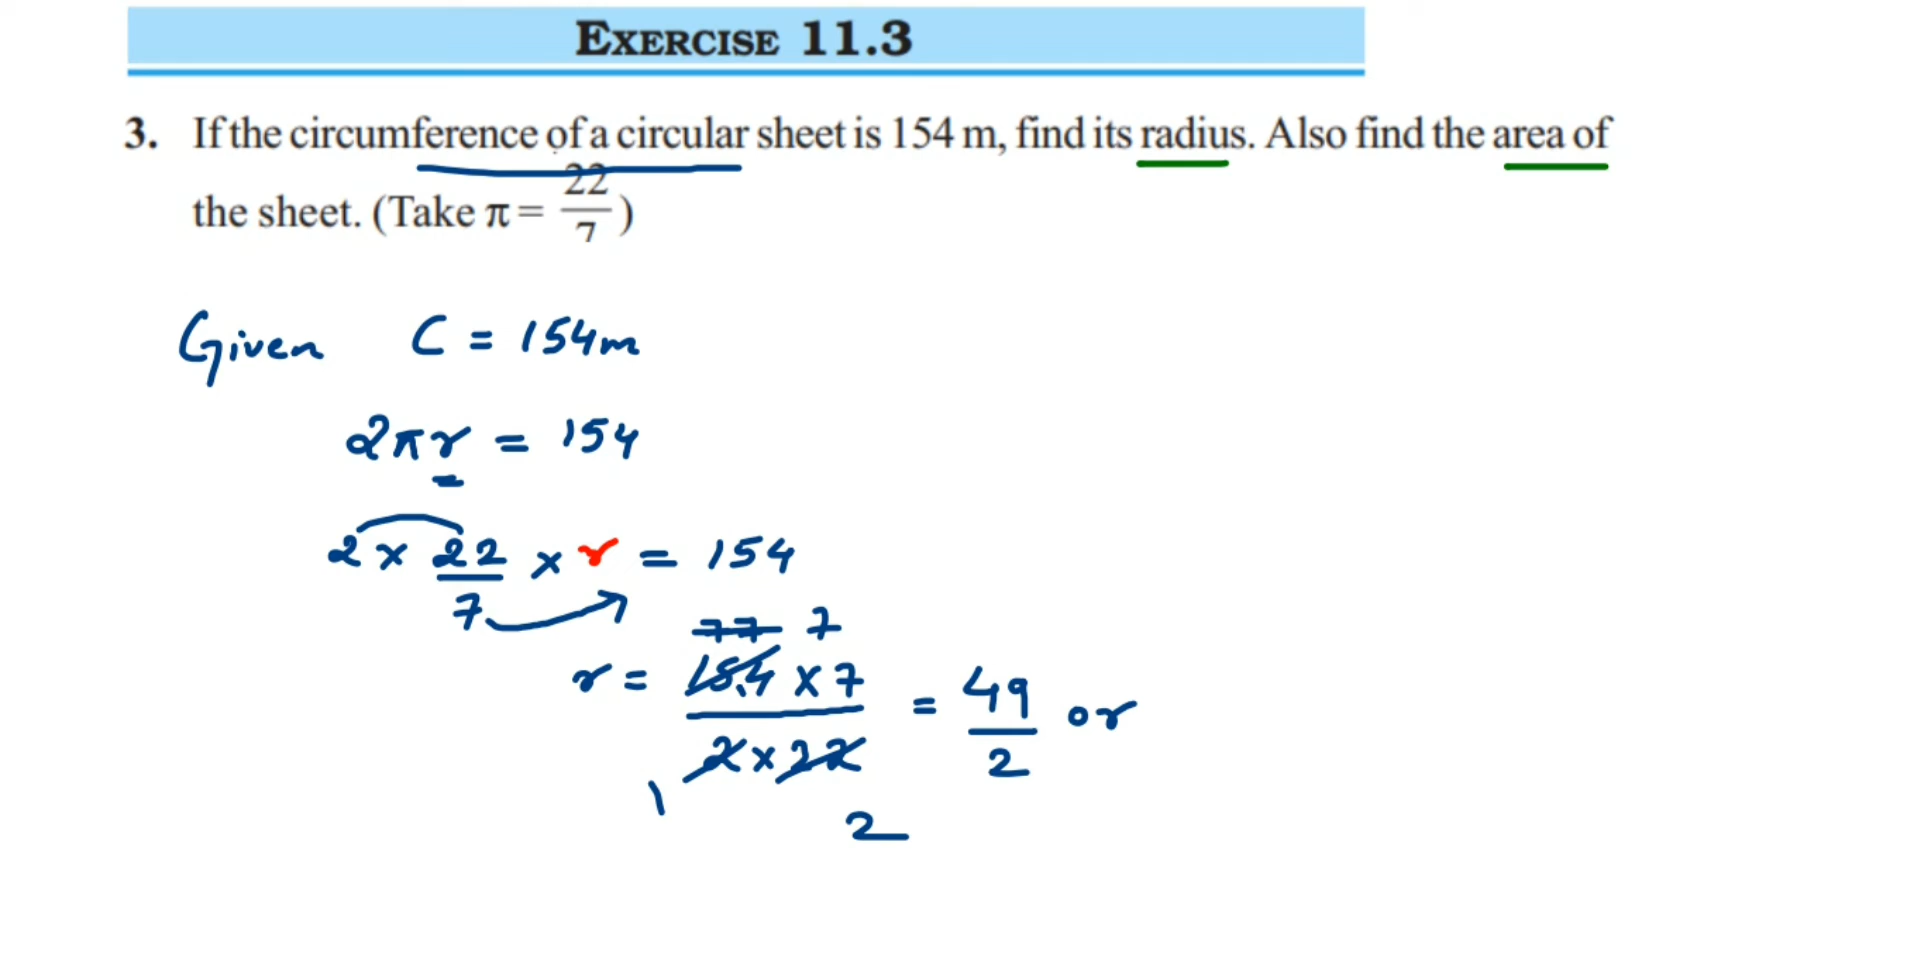 EXERCISE 11.3
3. If the circumference of a circular sheet is 154 m, find its radius. Also find the area of
the sheet. (Take π = 22/7)
Given C = 154m
2πr = 154
2 × 22/7 × r = 154
77 7
r = 154 × 7 / 2 × 22 = 49/2 or
1
2